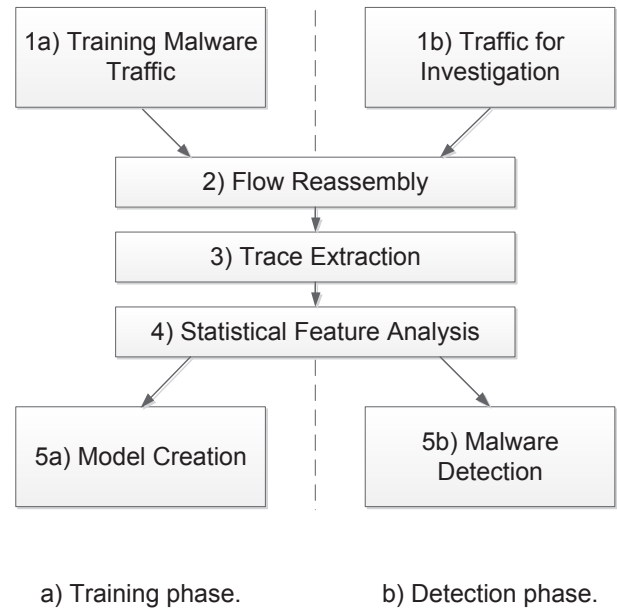 1a) Training Malware
Traffic
1b) Traffic for
Investigation
2) Flow Reassembly
3) Trace Extraction
4) Statistical Feature Analysis
5a) Model Creation
5b) Malware
Detection
a) Training phase.
b) Detection phase.